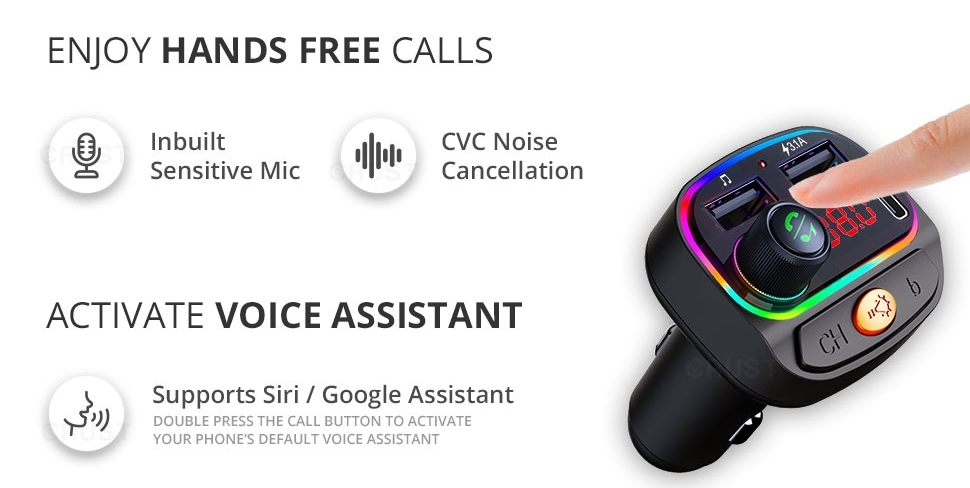 ENJOY HANDS FREE CALLS
Inbuilt
Sensitive Mic
CVC Noise
Cancellation
ACTIVATE VOICE ASSISTANT
Supports Siri / Google Assistant
DOUBLE PRESS THE CALL BUTTON TO ACTIVATE
YOUR PHONE'S DEFAULT VOICE ASSISTANT
3.1A
CH
b
CRUST